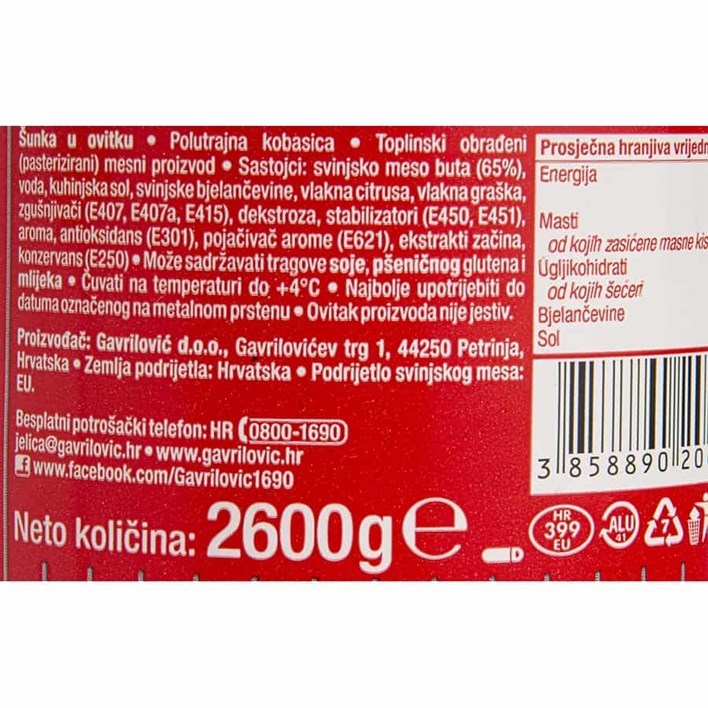 Šunka u ovitku • Polutrajna kobasica • Toplinski obrađeni
(pasterizirani) mesni proizvod • Sastojci: svinjsko meso buta (65%),
voda, kuhinjska sol, svinjske bjelančevine, vlakna citrusa, vlakna graška,
zgušnjivači (E407, E407a, E415), dekstroza, stabilizatori (E450, E451),
aroma, antioksidans (E301), pojačivač arome (E621), ekstrakti začina,
konzervans (E250) • Može sadržavati tragove soje, pšeničnog glutena i
mlijeka • Čuvati na temperaturi do +4°C • Najbolje upotrijebiti do
datuma označenog na metalnom prstenu • Ovitak proizvoda nije jestiv.
Proizvođač: Gavrilović d.o.o., Gavrilovićev trg 1, 44250 Petrinja,
Hrvatska • Zemlja podrijetla: Hrvatska • Podrijetlo svinjskog mesa:
EU.
Besplatni potrošački telefon: HR 0800-1690
jelica@gavrilovic.hr • www.gavrilovic.hr
f www.facebook.com/Gavrilovic1690
Neto količina: 2600g e
Prosječna hranjiva vrijedn
Energija
Masti
od kojih zasićene masne kis
Ugljikohidrati
od kojih šećeri
Bjelančevine
Sol
3 858890 20
HR
399
EU
ALU
41
7